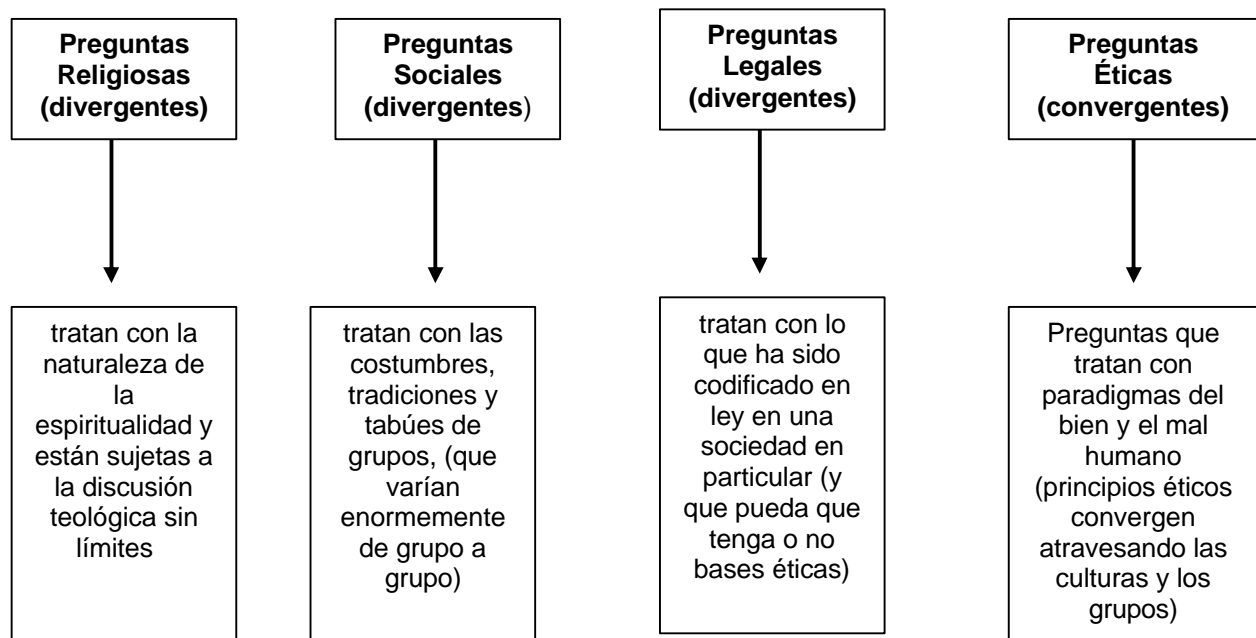 Preguntas
Religiosas
(divergentes)
Preguntas
Sociales
(divergentes)
Preguntas
Legales
(divergentes)
Preguntas
Éticas
(convergentes)
tratan con la
naturaleza de
la
espiritualidad y
están sujetas a
la discusión
teológica sin
límites
tratan con las
costumbres,
tradiciones y
tabúes de
grupos, (que
varían
enormemente
de grupo a
grupo)
tratan con lo
que ha sido
codificado en
ley en una
sociedad en
particular (y
que pueda que
tenga o no
bases éticas)
Preguntas que
tratan con
paradigmas del
bien y el mal
humano
(principios éticos
convergen
atravesando las
culturas y los
grupos)